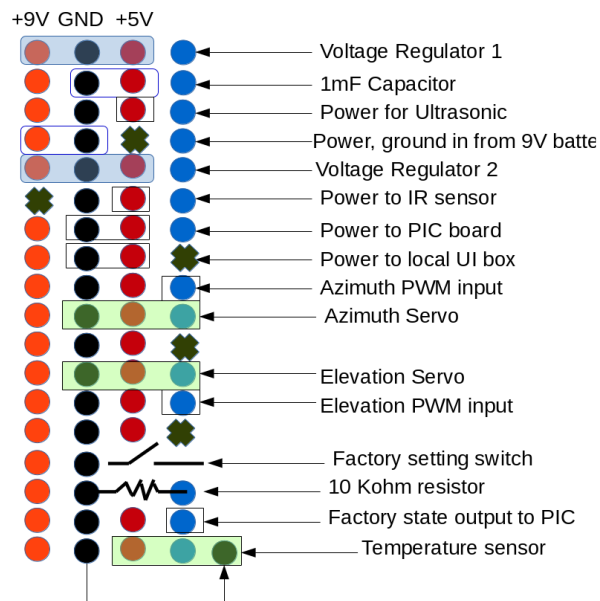 +9V GND +5V
Voltage Regulator 1
1mF Capacitor
Power for Ultrasonic
Power, ground in from 9V batte
Voltage Regulator 2
Power to IR sensor
Power to PIC board
Power to local UI box
Azimuth PWM input
Azimuth Servo
Elevation Servo
Elevation PWM input
Factory setting switch
10 Kohm resistor
Factory state output to PIC
Temperature sensor